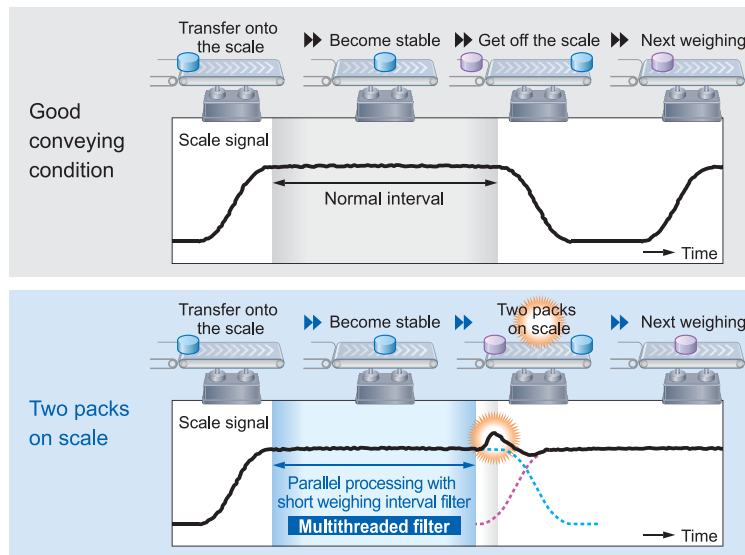 Transfer onto
the scale
Become stable
Get off the scale
Next weighing
Good
conveying
condition
Scale signal
Normal interval
Time
Transfer onto
the scale
Become stable
Two packs
on scale
Next weighing
Two packs
on scale
Scale signal
Parallel processing with
short weighing interval filter
Multithreaded filter
Time